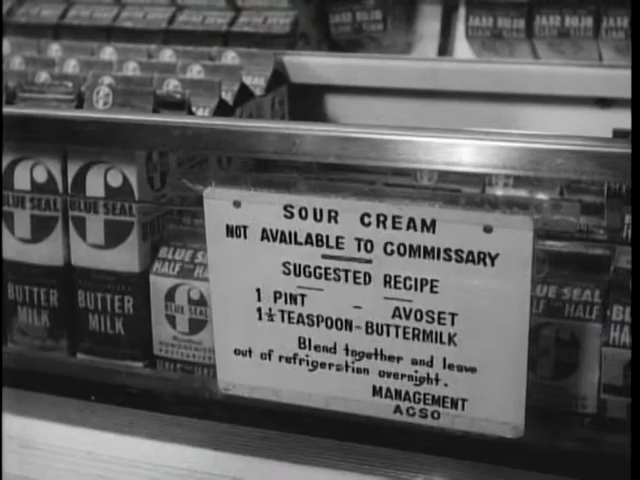 SOUR CREAM
NOT AVAILABLE TO COMMISSARY
SUGGESTED RECIPE
1 PINT - AVOSET
1½ TEASPOON - BUTTERMILK
Blend together and leave
out of refrigeration overnight.
MANAGEMENT
ACSO
f
BLUE SEAL
BUTTER
MILK
f
BLUE SEAL
BUTTER
MILK
BLUE SEAL
HALF
f
BLUE SEAL
BLUE SEAL
HALF